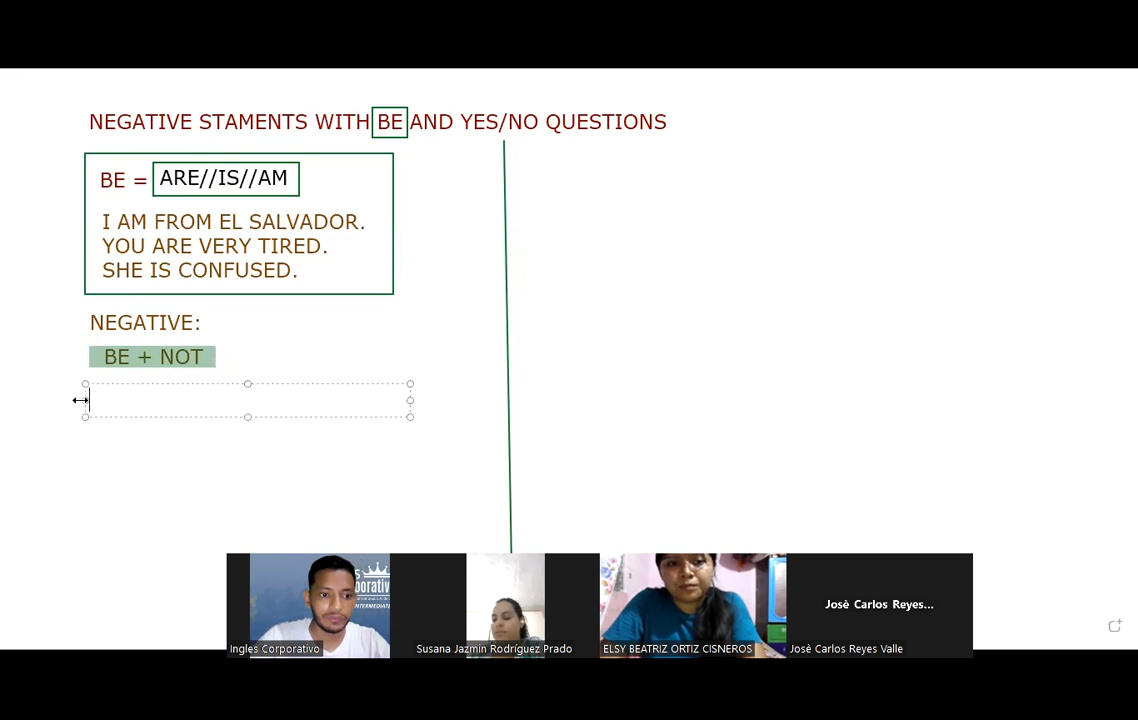 NEGATIVE STAMENTS WITH BE AND YES/NO QUESTIONS
BE = ARE//IS//AM
I AM FROM EL SALVADOR.
YOU ARE VERY TIRED.
SHE IS CONFUSED.
NEGATIVE:
BE + NOT
Josè Carlos Reyes...
Ingles Corporativo
Susana Jazmin Rodríguez Prado
ELSY BEATRIZ ORTIZ CISNEROS
Josè Carlos Reyes Valle